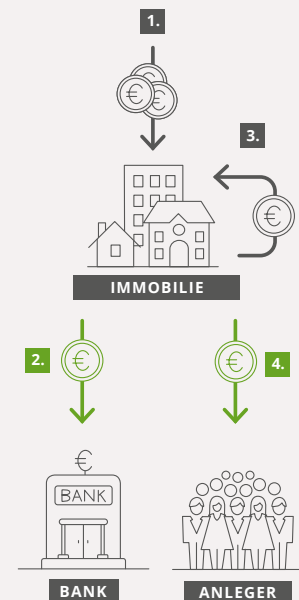 1.
€ € €
3.
€
IMMOBILIE
2.
€
€
4.
€
BANK
BANK
ANLEGER